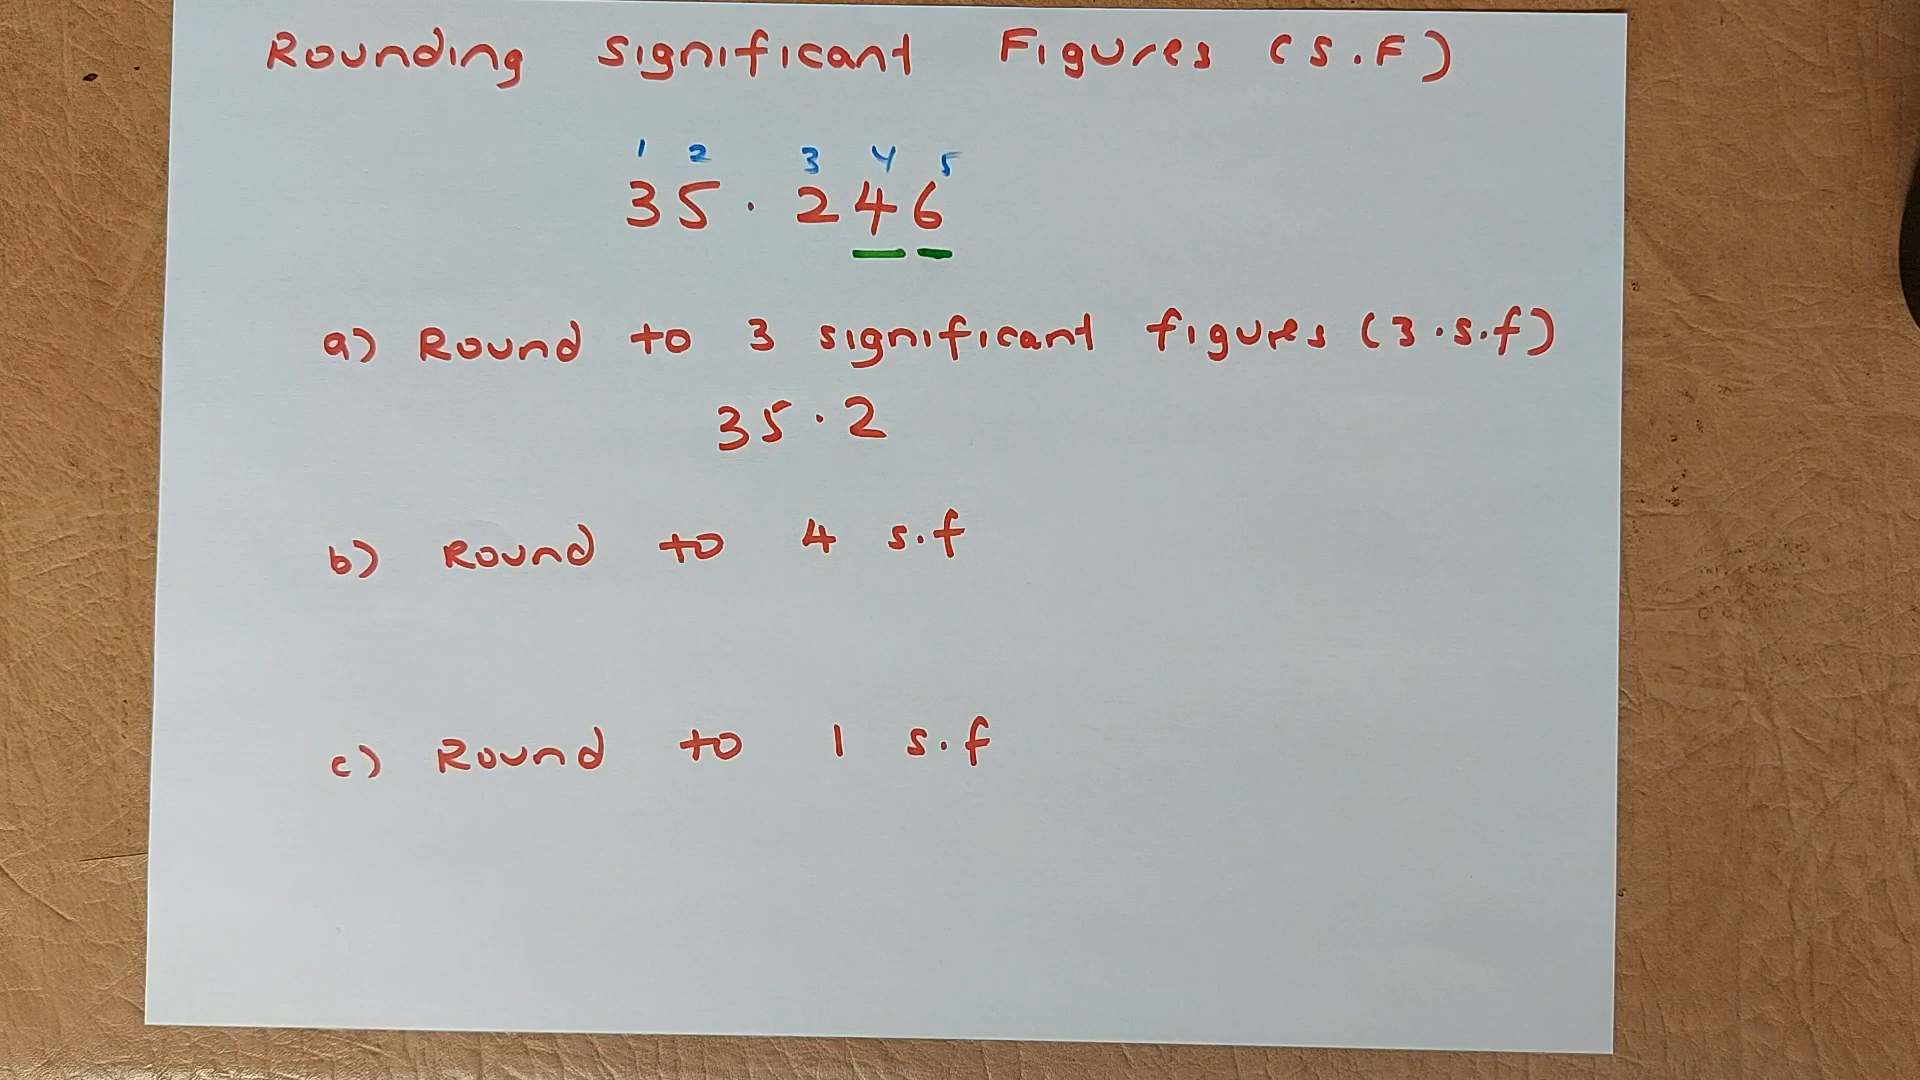 Rounding Significant Figures (S.F)
1 2 3 4 5
35.246
a) Round to 3 significant figures (3.s.f)
35.2
b) Round to 4 s.f
c) Round to 1 s.f